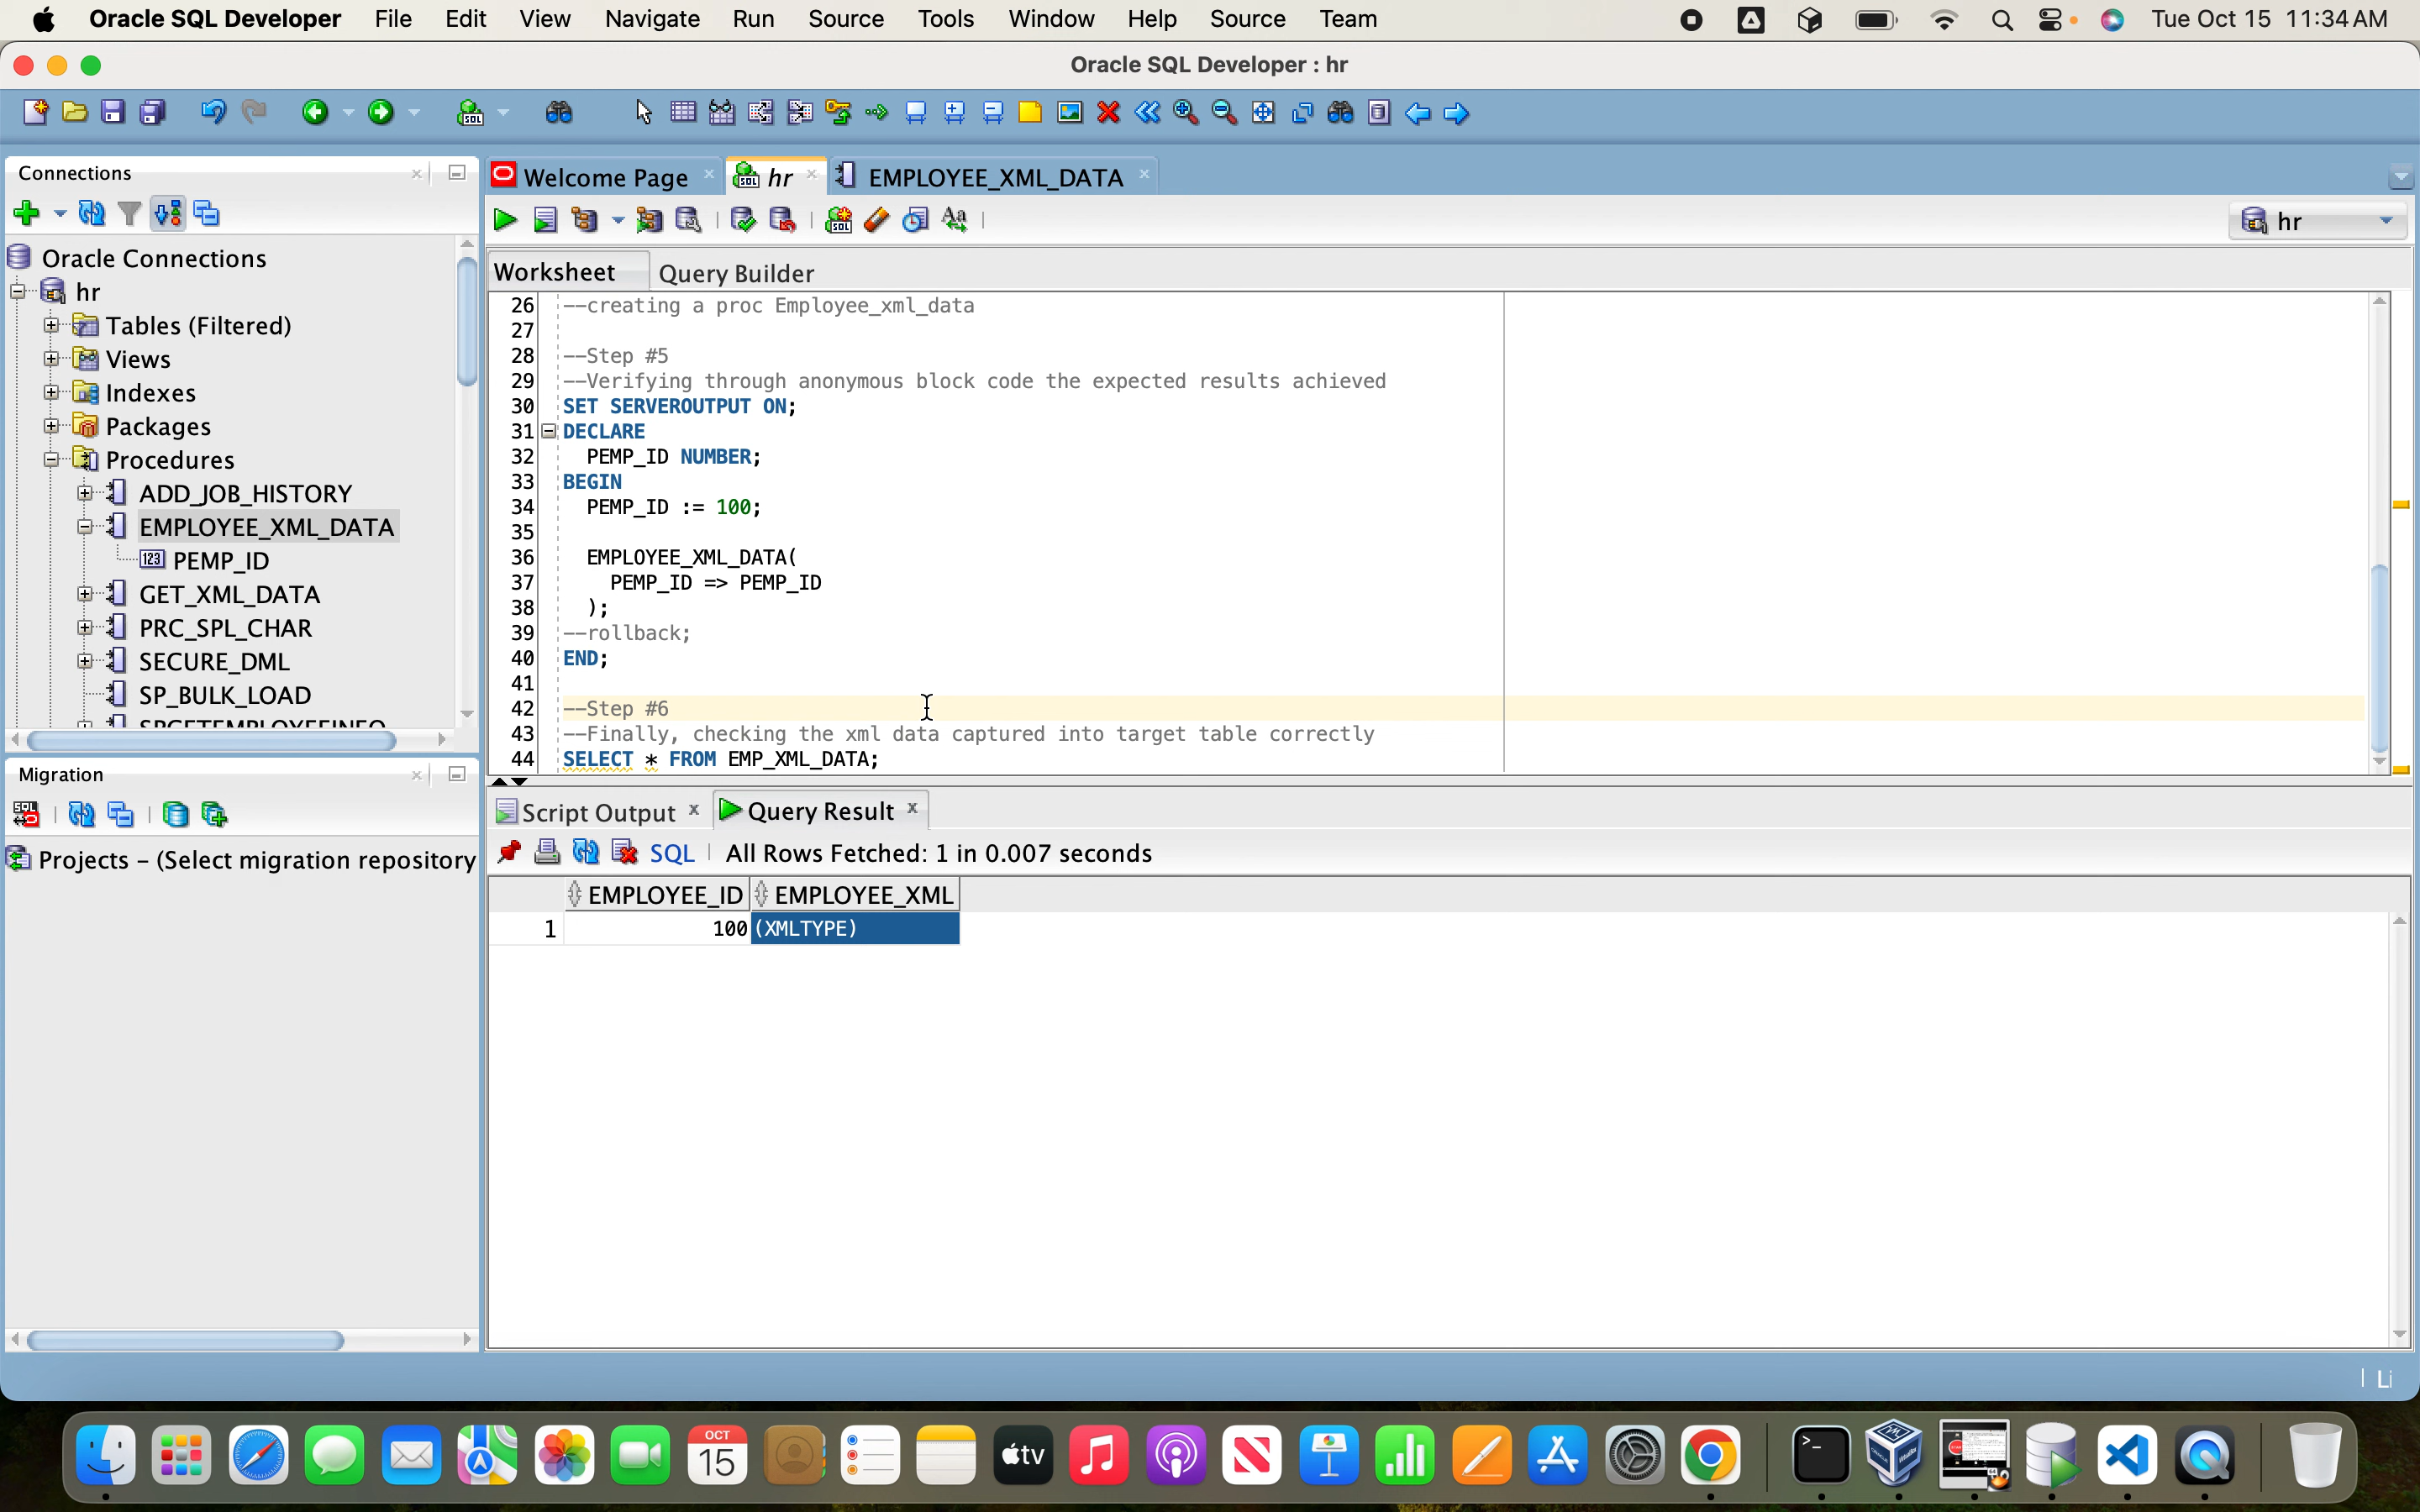 Oracle SQL Developer File Edit View Navigate Run Source Tools Window Help Source Team Tue Oct 15 11:34 AM
Oracle SQL Developer : hr
Connections
Oracle Connections
hr
Tables (Filtered)
Views
Indexes
Packages
Procedures
ADD_JOB_HISTORY
EMPLOYEE_XML_DATA
PEMP_ID
GET_XML_DATA
PRC_SPL_CHAR
SECURE_DML
SP_BULK_LOAD
SPGETEMPLOYEEINFO
Migration
Projects – (Select migration repository
Welcome Page hr EMPLOYEE_XML_DATA
hr
Worksheet Query Builder
26 --creating a proc Employee_xml_data
27
28 --Step #5
29 --Verifying through anonymous block code the expected results achieved
30 SET SERVEROUTPUT ON;
31 DECLARE
32 PEMP_ID NUMBER;
33 BEGIN
34 PEMP_ID := 100;
35
36 EMPLOYEE_XML_DATA(
37 PEMP_ID => PEMP_ID
38 );
39 --rollback;
40 END;
41
42 --Step #6
43 --Finally, checking the xml data captured into target table correctly
44 SELECT * FROM EMP_XML_DATA;
Script Output Query Result
SQL All Rows Fetched: 1 in 0.007 seconds
EMPLOYEE_ID EMPLOYEE_XML
1 100 (XMLTYPE)
Li
OCT
15
tv